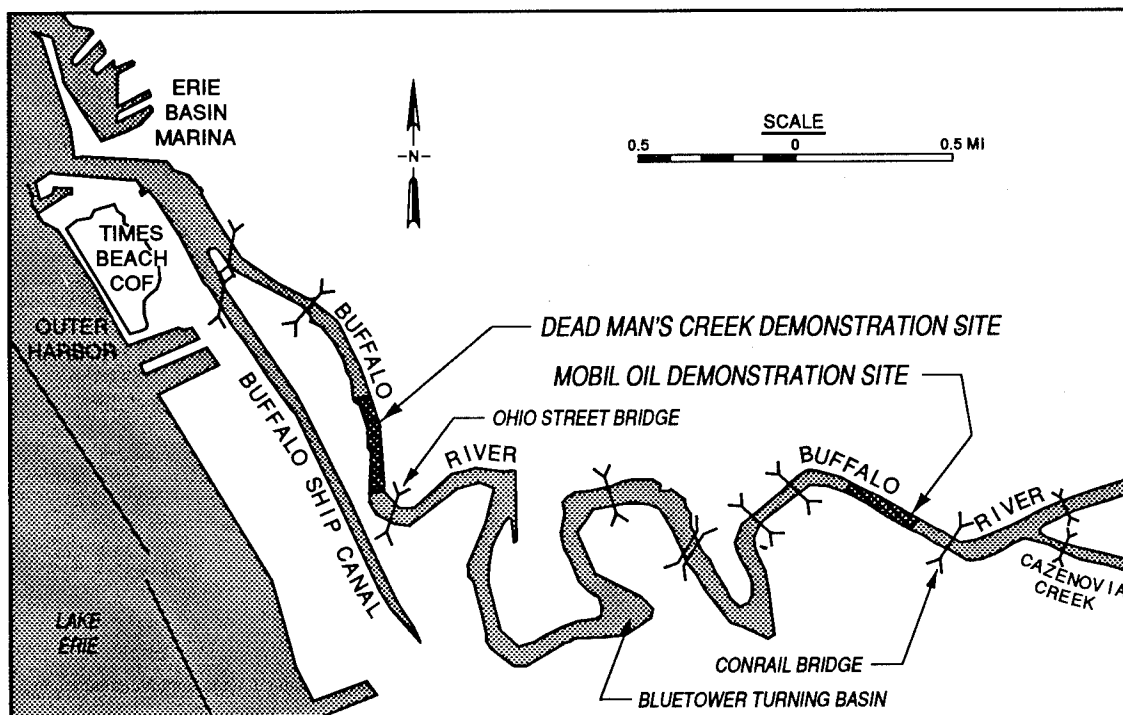 ERIE
BASIN
MARINA
-N-
SCALE
0.5 0 0.5 MI
TIMES
BEACH
COF
OUTER
HARBOR
BUFFALO
RIVER
BUFFALO SHIP CANAL
DEAD MAN'S CREEK DEMONSTRATION SITE
MOBIL OIL DEMONSTRATION SITE
OHIO STREET BRIDGE
BUFFALO
RIVER
CAZENOVIA
CREEK
LAKE
ERIE
CONRAIL BRIDGE
BLUETOWER TURNING BASIN